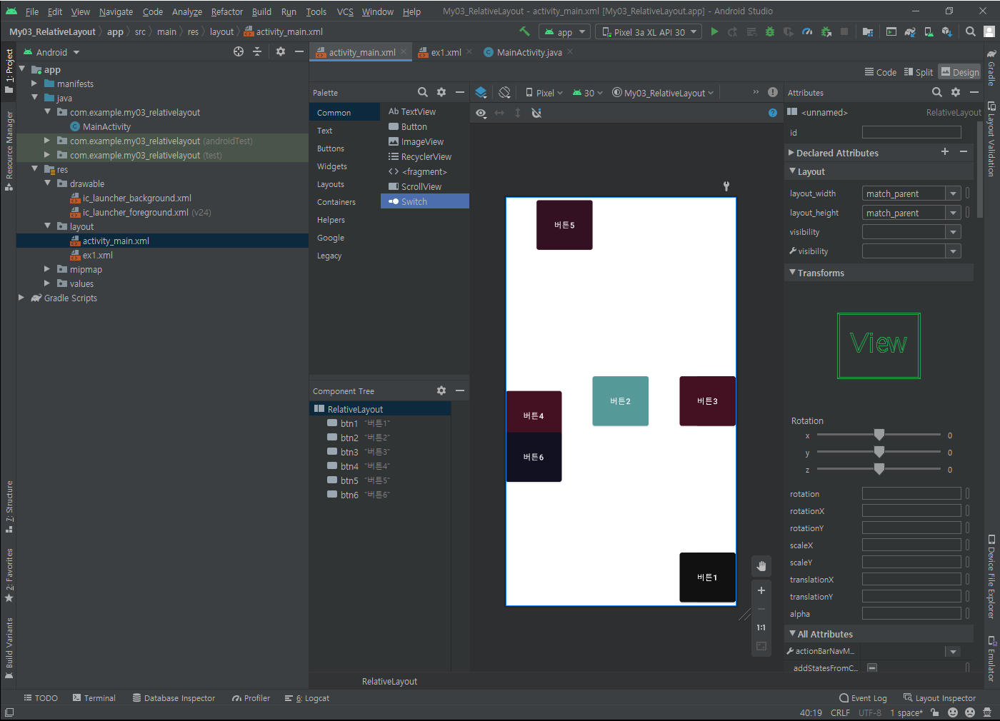 File Edit View Navigate Code Analyze Refactor Build Run Tools VCS Window Help My03_RelativeLayout - activity_main.xml [My03_RelativeLayout.app] - Android Studio
My03_RelativeLayout app src main res layout activity_main.xml app Pixel 3a XL API 30
1: Project
Resource Manager
7: Structure
2: Favorites
Build Variants
Android
app
manifests
java
com.example.my03_relativelayout
MainActivity
com.example.my03_relativelayout (androidTest)
com.example.my03_relativelayout (test)
res
drawable
ic_launcher_background.xml
ic_launcher_foreground.xml (v24)
layout
activity_main.xml
ex1.xml
mipmap
values
Gradle Scripts
activity_main.xml ex1.xml MainActivity.java
Code Split Design
Palette
Common
Text
Buttons
Widgets
Layouts
Containers
Helpers
Google
Legacy
Ab TextView
Button
ImageView
RecyclerView
<fragment>
ScrollView
Switch
Component Tree
RelativeLayout
btn1 "버튼1"
btn2 "버튼2"
btn3 "버튼3"
btn4 "버튼4"
btn5 "버튼5"
btn6 "버튼6"
Pixel 30 My03_RelativeLayout
버튼5
버튼2 버튼3
버튼4
버튼6
버튼1
1:1
RelativeLayout
Attributes
<unnamed> RelativeLayout
id
Declared Attributes
Layout
layout_width match_parent
layout_height match_parent
visibility
visibility
Transforms
View
Rotation
x 0
y 0
z 0
rotation
rotationX
rotationY
scaleX
scaleY
translationX
translationY
alpha
All Attributes
actionBarNavM...
addStatesFromC...
Gradle
Layout Validation
Device File Explorer
Emulator
TODO Terminal Database Inspector Profiler 6: Logcat Event Log Layout Inspector
40:19 CRLF UTF-8 1 space*